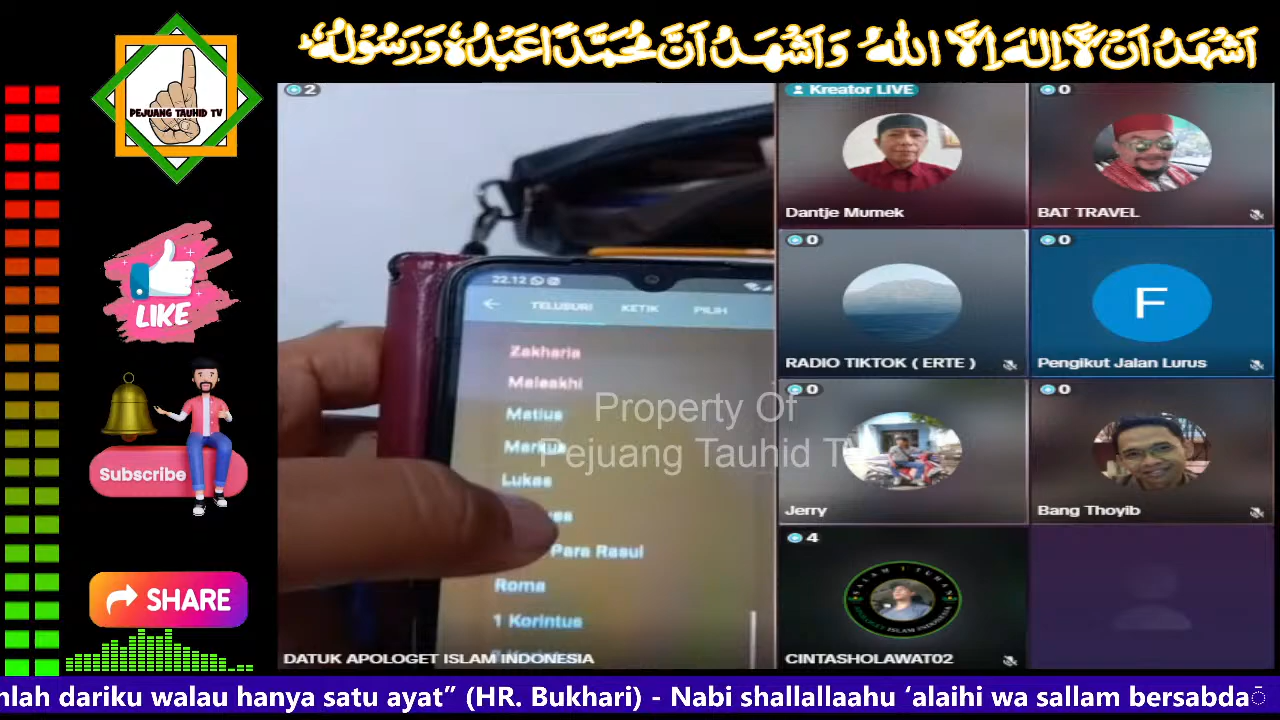 اَشْهَدُ اَنْ لَّا اِلٰهَ اِلَّا اللهُ وَاَشْهَدُ اَنَّ مُحَمَّدًا عَبْدُهٗ وَرَسُوْلُهٗ
PEJUANG TAUHID TV
LIKE
Subscribe
SHARE
2
22.12
TELUSURI KETIK PILIH
Zakharia
Maleakhi
Matius
Markus
Lukas
Para Rasul
Roma
1 Korintus
Property Of
Pejuang Tauhid TV
DATUK APOLOGET ISLAM INDONESIA
Kreator LIVE
Dantje Mumek
0
BAT TRAVEL
0
RADIO TIKTOK ( ERTE )
0
F
Pengikut Jalan Lurus
0
Jerry
0
Bang Thoyib
4
CINTASHOLAWAT02
nlah dariku walau hanya satu ayat” (HR. Bukhari) - Nabi shallallaahu ‘alaihi wa sallam bersabda